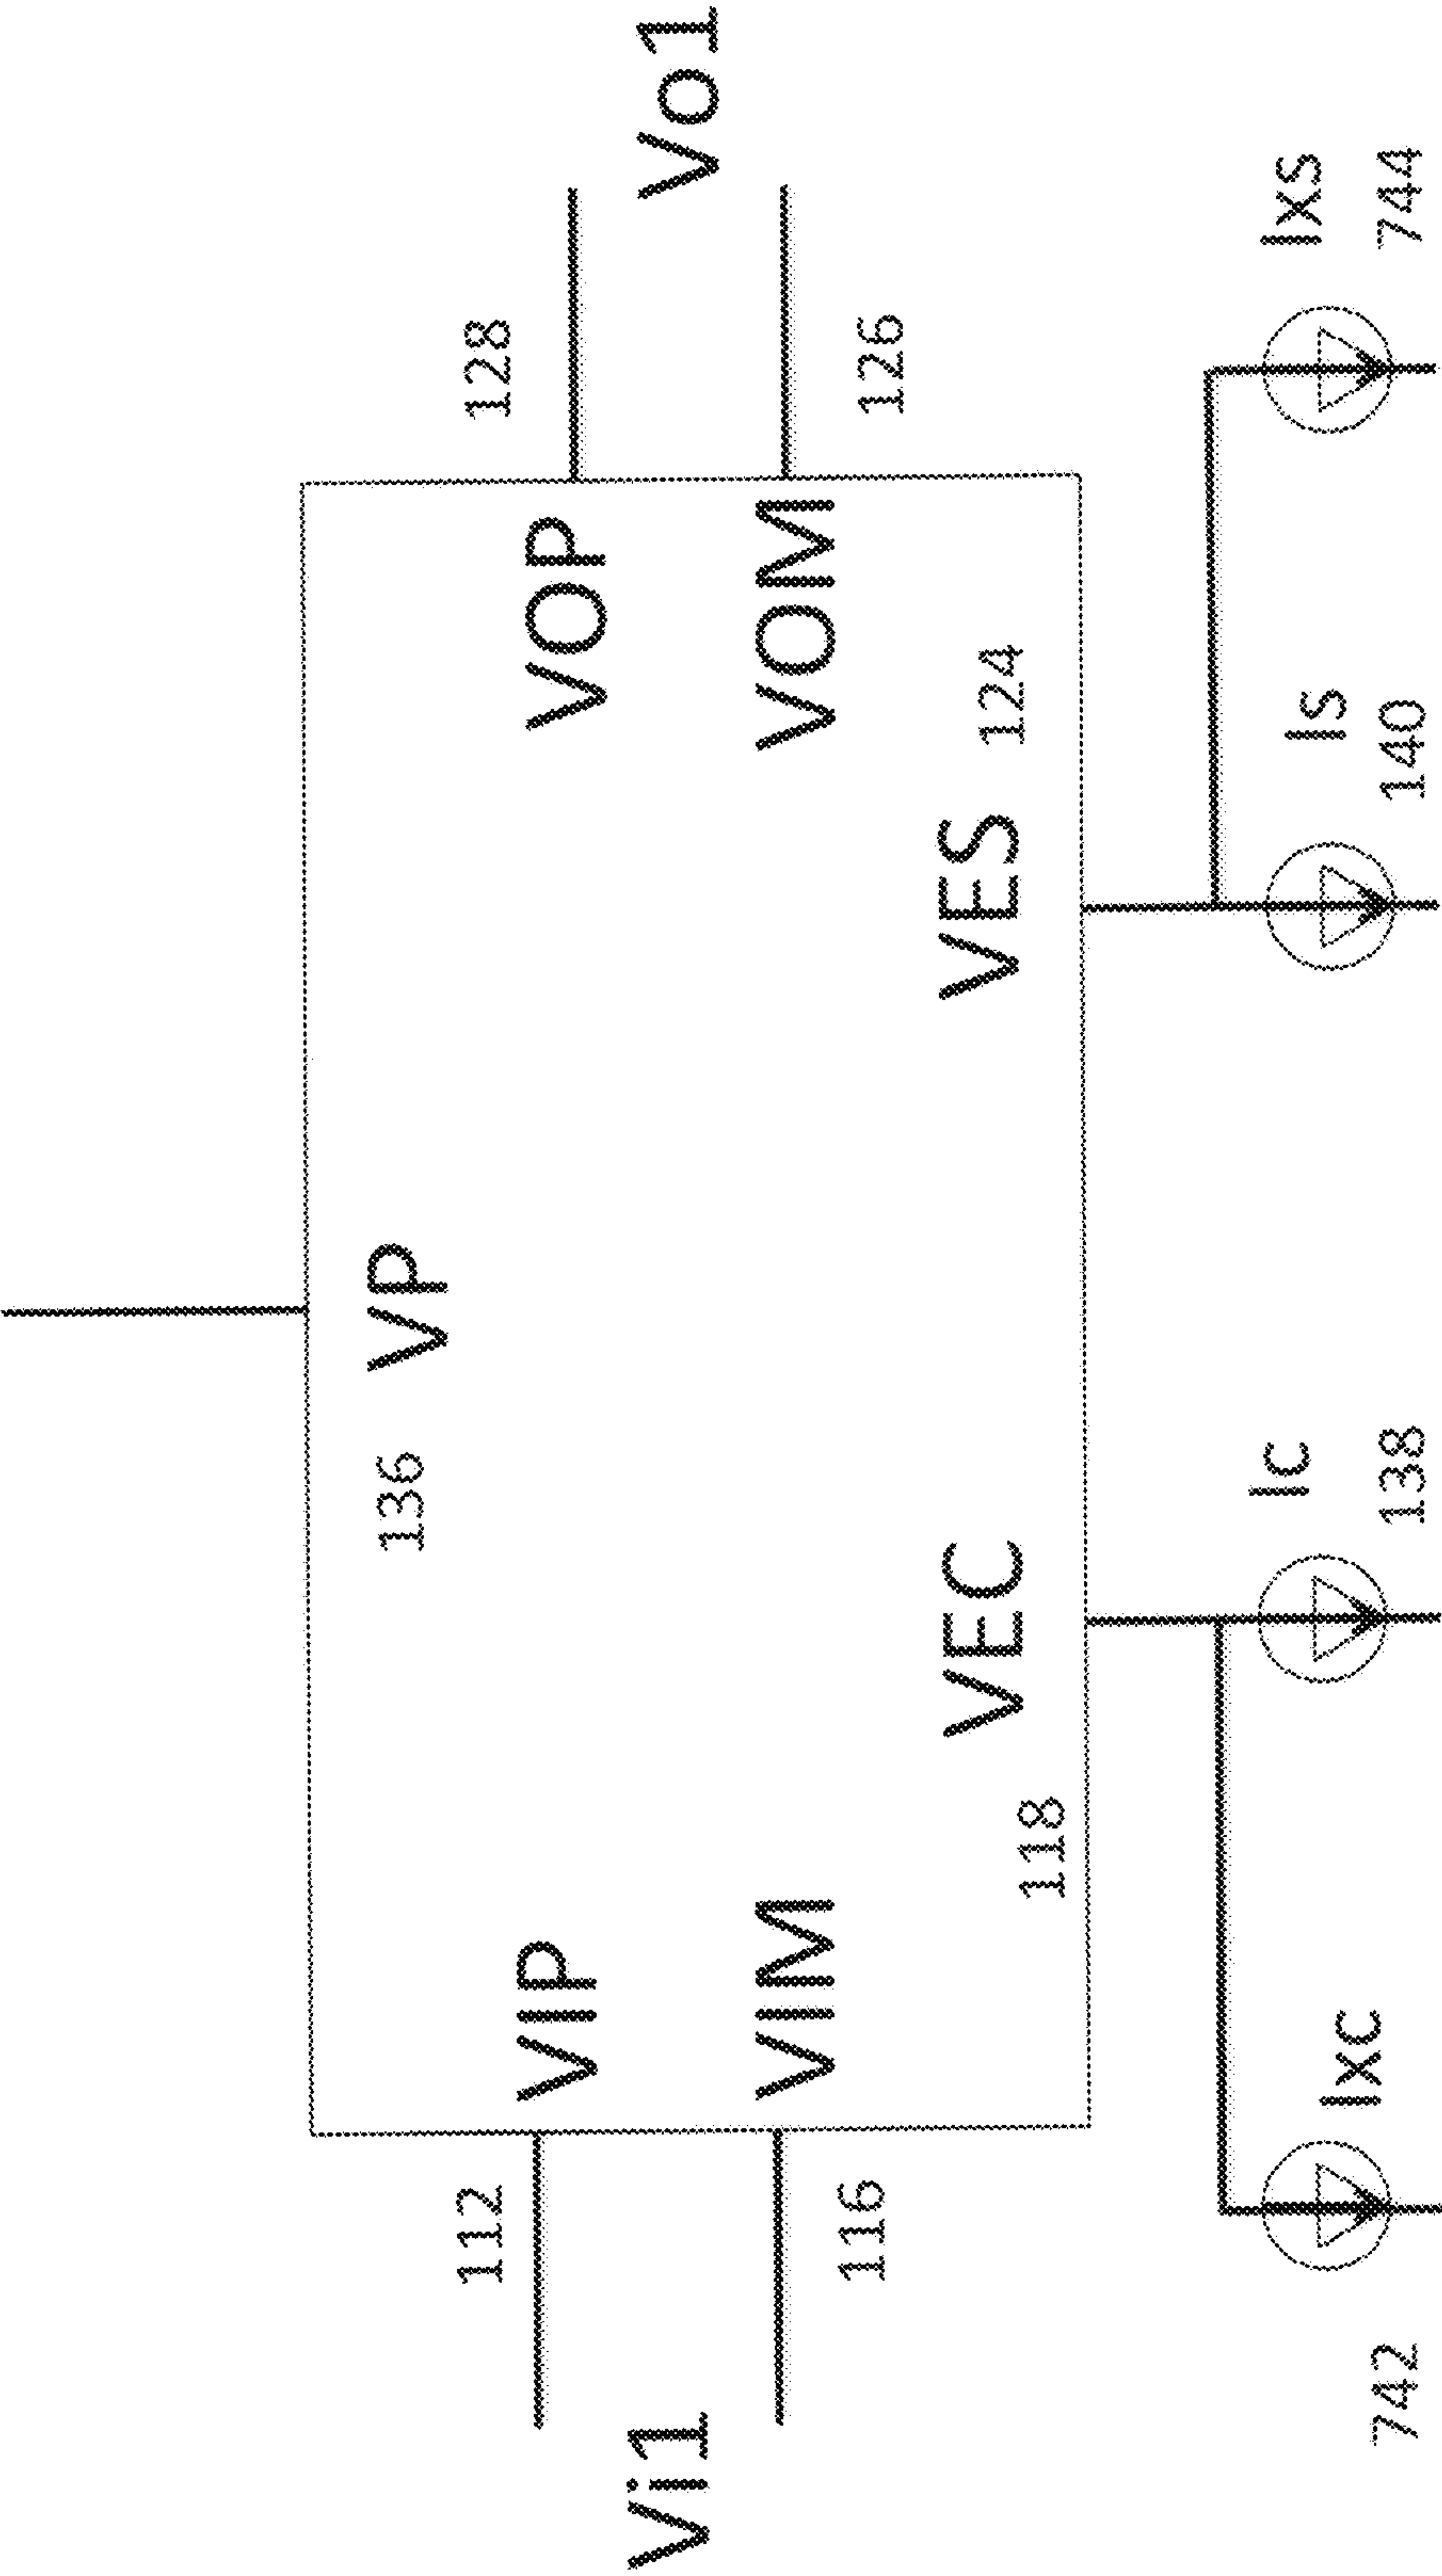 136 VP
112
128
VIP
VOP
Vi1
Vo1
VIM
VOM
116
126
118
VEC
VES
124
Ixc
742
Ic
138
Is
140
Ixs
744